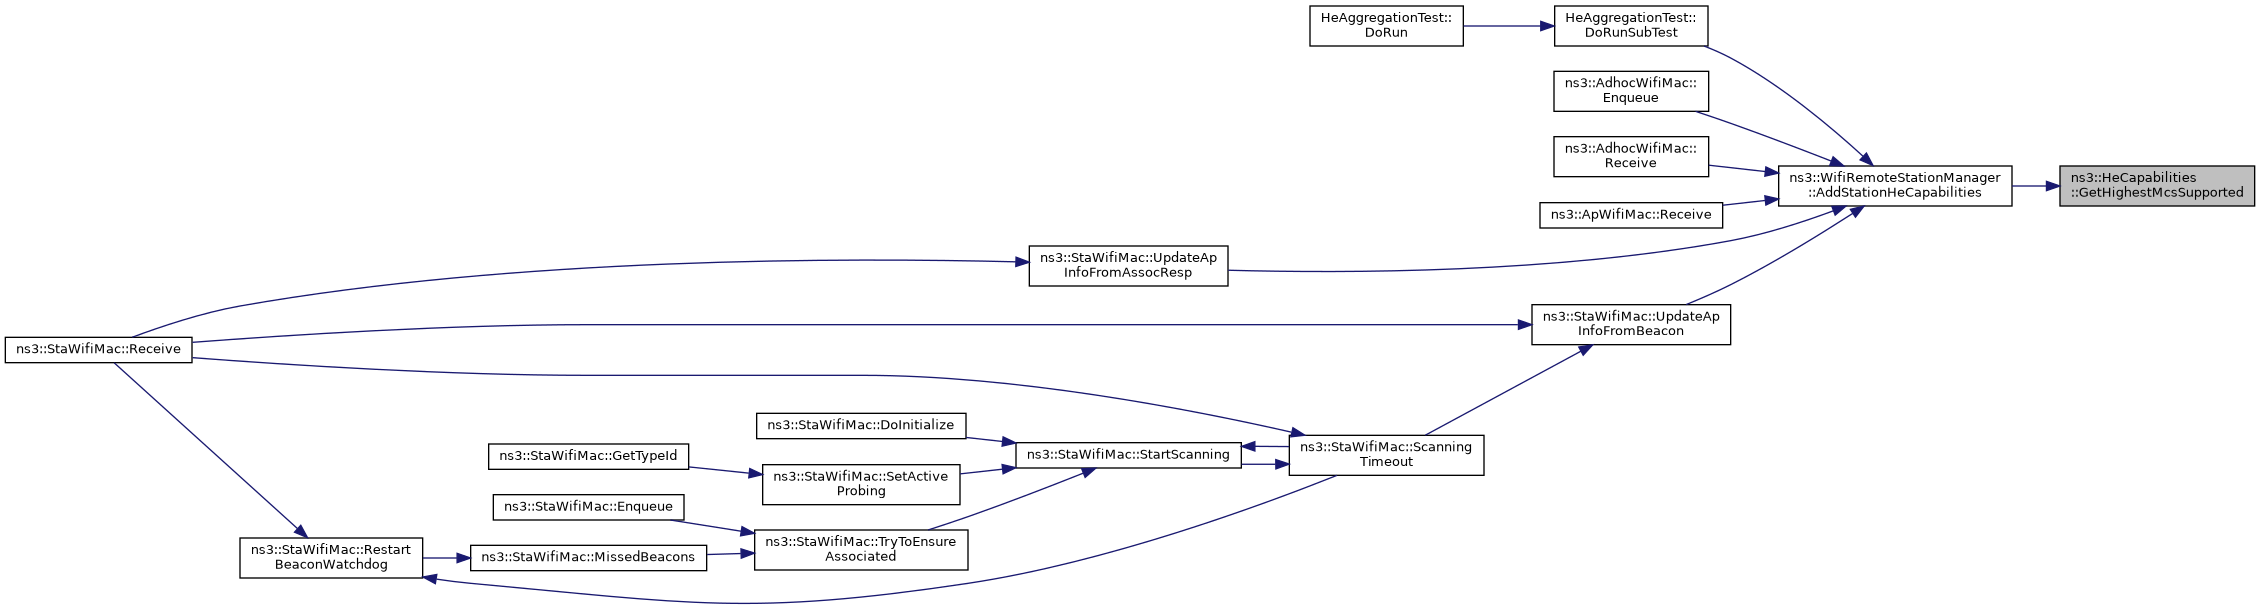 HeAggregationTest::
DoRun
HeAggregationTest::
DoRunSubTest
ns3::AdhocWifiMac::
Enqueue
ns3::AdhocWifiMac::
Receive
ns3::WifiRemoteStationManager
::AddStationHeCapabilities
ns3::HeCapabilities
::GetHighestMcsSupported
ns3::ApWifiMac::Receive
ns3::StaWifiMac::UpdateAp
InfoFromAssocResp
ns3::StaWifiMac::UpdateAp
InfoFromBeacon
ns3::StaWifiMac::Receive
ns3::StaWifiMac::DoInitialize
ns3::StaWifiMac::GetTypeId
ns3::StaWifiMac::StartScanning
ns3::StaWifiMac::Scanning
Timeout
ns3::StaWifiMac::SetActive
Probing
ns3::StaWifiMac::Enqueue
ns3::StaWifiMac::TryToEnsure
Associated
ns3::StaWifiMac::MissedBeacons
ns3::StaWifiMac::Restart
BeaconWatchdog